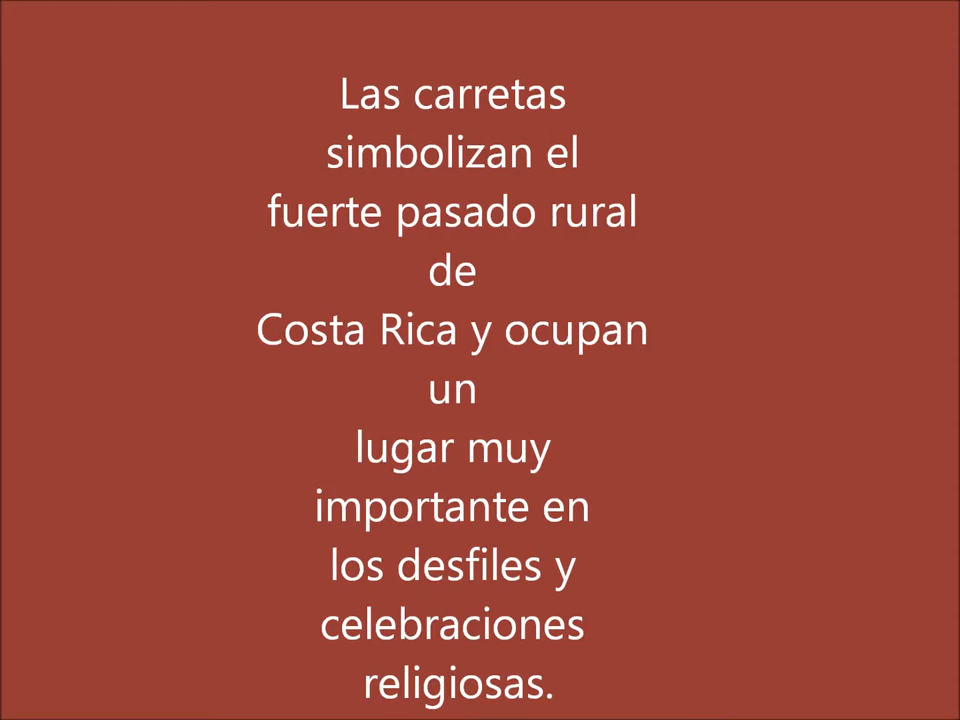 Las carretas
simbolizan el
fuerte pasado rural
de
Costa Rica y ocupan
un
lugar muy
importante en
los desfiles y
celebraciones
religiosas.